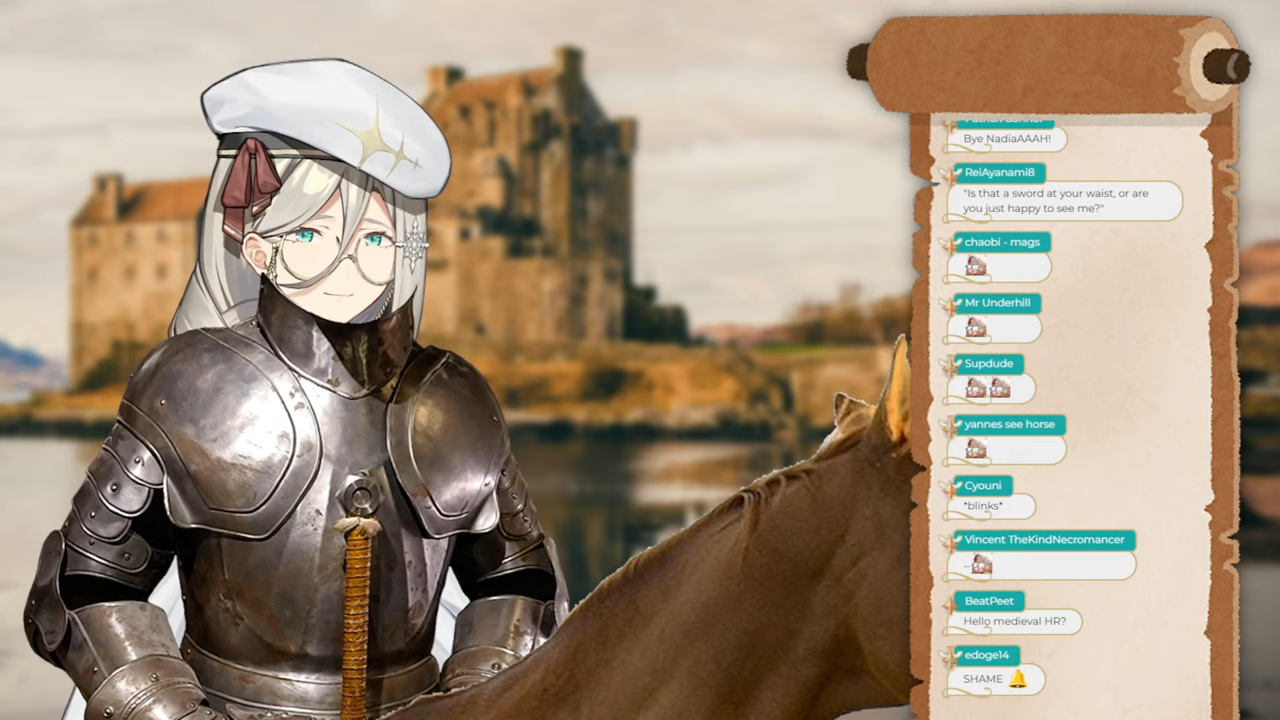 Bye NadiaAAAH!
ReiAyanami8
"Is that a sword at your waist, or are
you just happy to see me?"
chaobi - mags
Mr Underhill
Supdude
yannes see horse
Cyouni
*blinks*
Vincent TheKindNecromancer
BeatPeet
Hello medieval HR?
edoge14
SHAME 🔔